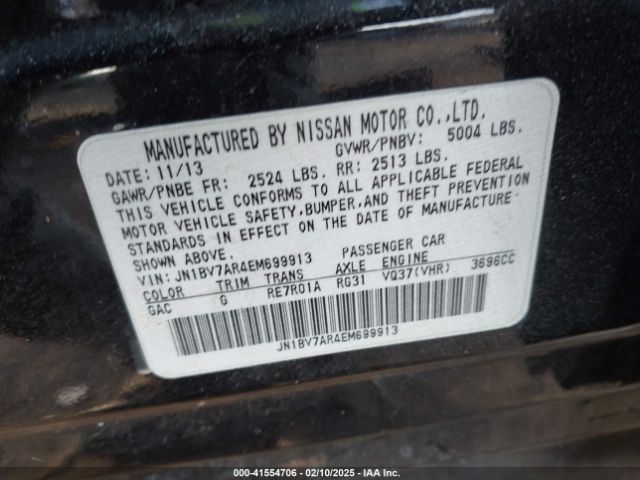 MANUFACTURED BY NISSAN MOTOR CO.,LTD.
DATE: 11/13 GVWR/PNBV: 5004 LBS.
GAWR/PNBE FR: 2524 LBS. RR: 2513 LBS.
THIS VEHICLE CONFORMS TO ALL APPLICABLE FEDERAL
MOTOR VEHICLE SAFETY,BUMPER,AND THEFT PREVENTION
STANDARDS IN EFFECT ON THE DATE OF MANUFACTURE
SHOWN ABOVE.
VIN:JN1BV7AR4EM699913 PASSENGER CAR
COLOR TRIM TRANS AXLE ENGINE
GAC G RE7R01A RG31 VQ37(VHR) 3696CC
JN1BV7AR4EM699913
000-41554706 - 02/10/2025 - IAA Inc.